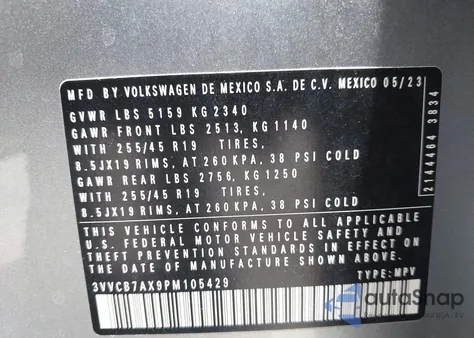 MFD BY VOLKSWAGEN DE MEXICO S.A. DE C.V. MEXICO 05/23
GVWR LBS 5159 KG 2340
GAWR FRONT LBS 2513, KG 1140
WITH 255/45 R19 TIRES,
8.5JX19 RIMS, AT 260 KPA, 38 PSI COLD
GAWR REAR LBS 2756, KG 1250
WITH 255/45 R19 TIRES,
8.5JX19 RIMS, AT 260 KPA, 38 PSI COLD
THIS VEHICLE CONFORMS TO ALL APPLICABLE
U.S. FEDERAL MOTOR VEHICLE SAFETY AND
THEFT PREVENTION STANDARDS IN EFFECT ON
THE DATE OF MANUFACTURE SHOWN ABOVE
3VVCB7AX9PM105429 TYPE: MPV
2144464 3834
autoSnap